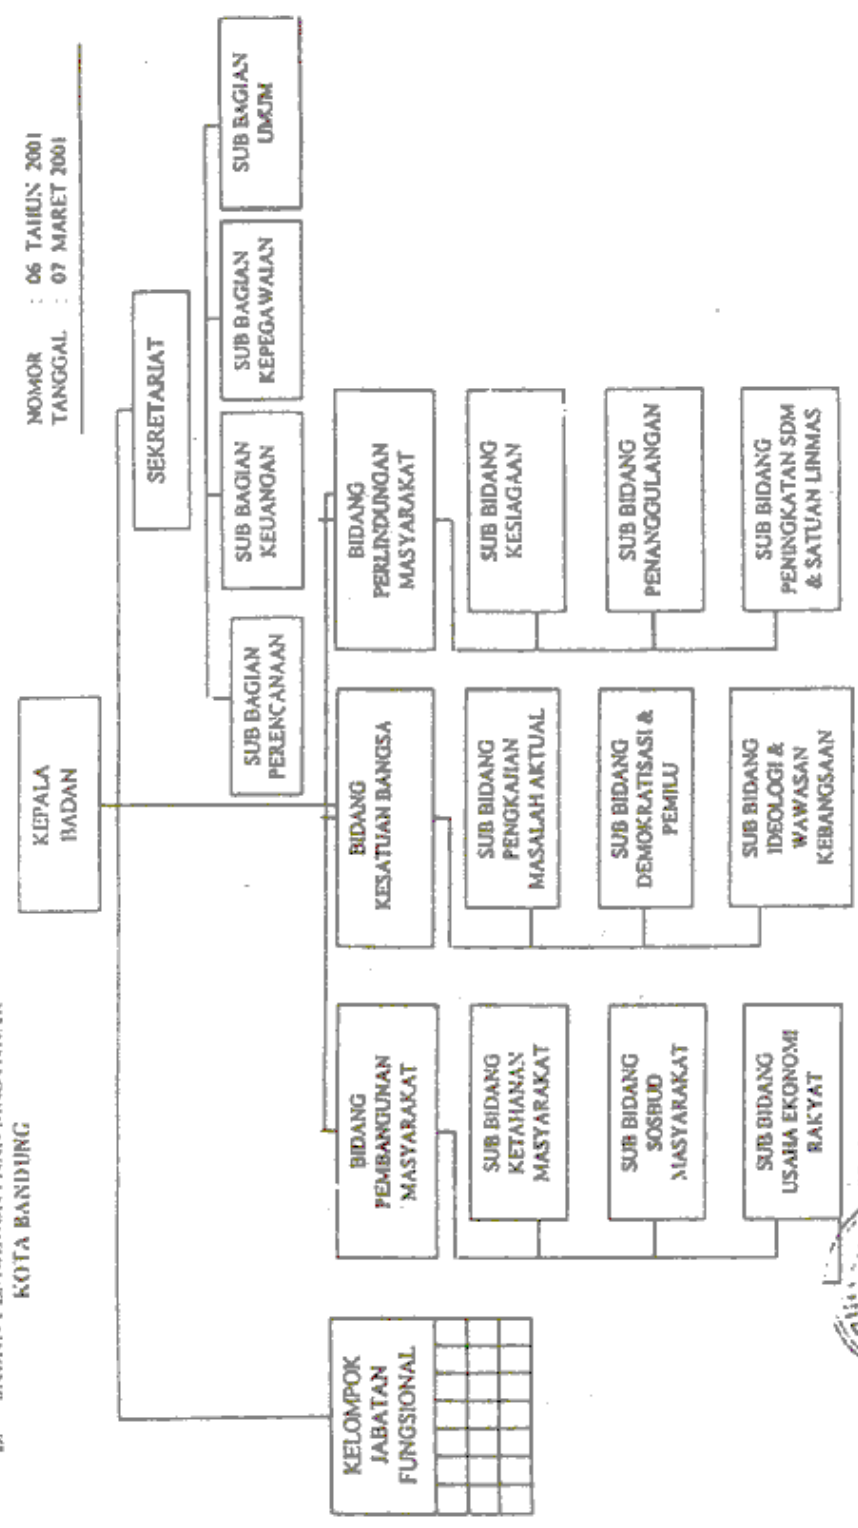 KOTA BANDUNG
NOMOR : 06 TAHUN 2001
TANGGAL : 07 MARET 2001
KEPALA
BADAN
SEKRETARIAT
SUB BAGIAN
PERENCANAAN
SUB BAGIAN
KEUANGAN
SUB BAGIAN
KEPEGAWAIAN
SUB BAGIAN
UMUM
KELOMPOK
JABATAN
FUNGSIONAL
BIDANG
PEMBANGUNAN
MASYARAKAT
SUB BIDANG
KETAHANAN
MASYARAKAT
SUB BIDANG
SOSBUD
MASYARAKAT
SUB BIDANG
USAHA EKONOMI
RAKYAT
BIDANG
KESATUAN BANGSA
SUB BIDANG
PENGKAJIAN
MASALAH AKTUAL
SUB BIDANG
DEMOKRATISASI &
PEMILU
SUB BIDANG
IDEOLOGI &
WAWASAN
KEBANGSAAN
BIDANG
PERLINDUNGAN
MASYARAKAT
SUB BIDANG
KESIAGAAN
SUB BIDANG
PENANGGULANGAN
SUB BIDANG
PENINGKATAN SDM
& SATUAN LINMAS